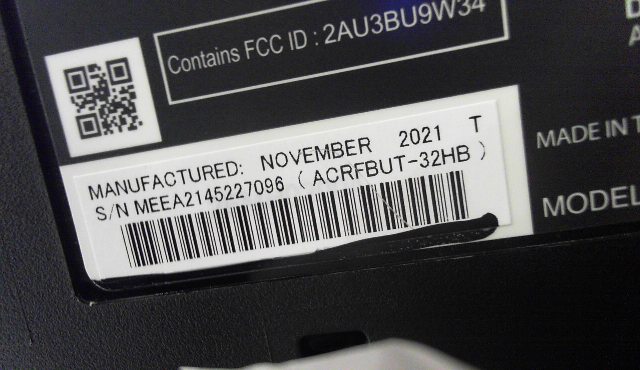 Contains FCC ID : 2AU3BU9W34
MANUFACTURED: NOVEMBER 2021 T
S/N MEEA2145227096 ( ACRFBUT-32HB )
MADE IN
MODEL